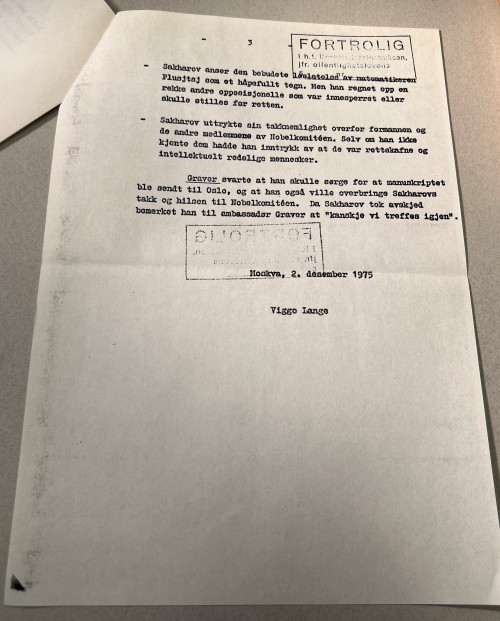 - 3 -
FORTROLIG
i h.t. Beskyttelsesinstruksen,
jfr. offentlighetslovens
- Sakharov anser den bebudete løslatelse av matematikeren
Plusjtsj som et håpefullt tegn. Men han regnet opp en
rekke andre opposisjonelle som var innesperret eller
skulle stilles for retten.
- Sakharov uttrykte sin takknemlighet overfor formannen og
de andre medlemmene av Nobelkomitéen. Selv om han ikke
kjente dem hadde han inntrykk av at de var rettskafne og
intellektuelt redelige mennesker.
Graver svarte at han skulle sørge for at manuskriptet
ble sendt til Oslo, og at han også ville overbringe Sakharovs
takk og hilsen til Nobelkomitéen. Da Sakharov tok avskjed
bemerket han til ambassadør Graver at "kanskje vi treffes igjen".
FORTROLIG
Moskva, 2. desember 1975
Viggo Lange